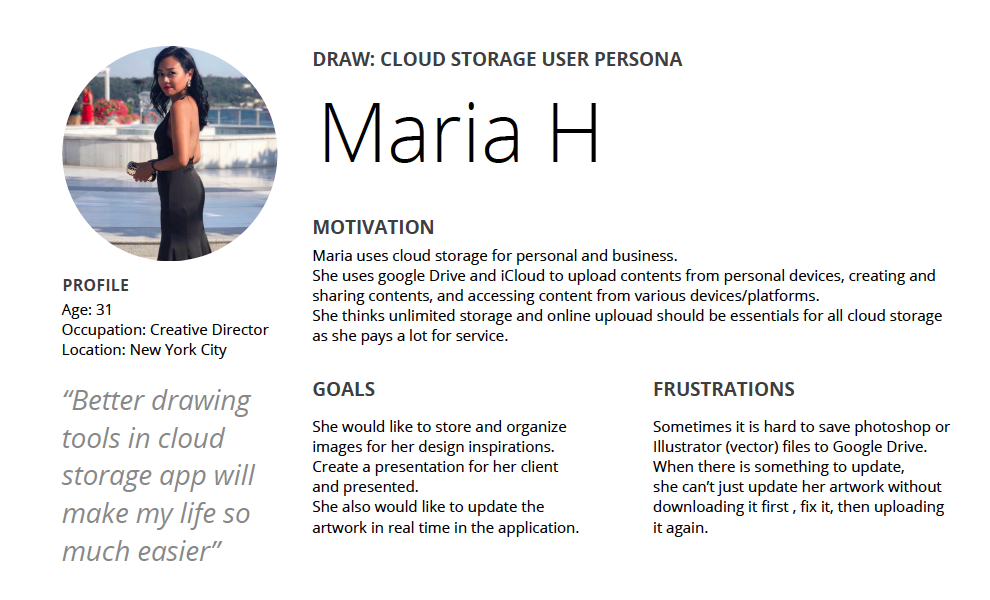 DRAW: CLOUD STORAGE USER PERSONA
Maria H
MOTIVATION
Maria uses cloud storage for personal and business.
She uses google Drive and iCloud to upload contents from personal devices, creating and
sharing contents, and accessing content from various devices/platforms.
She thinks unlimited storage and online uplouad should be essentials for all cloud storage
as she pays a lot for service.
PROFILE
Age: 31
Occupation: Creative Director
Location: New York City
“Better drawing
tools in cloud
storage app will
make my life so
much easier”
GOALS
She would like to store and organize
images for her design inspirations.
Create a presentation for her client
and presented.
She also would like to update the
artwork in real time in the application.
FRUSTRATIONS
Sometimes it is hard to save photoshop or
Illustrator (vector) files to Google Drive.
When there is something to update,
she can’t just update her artwork without
downloading it first , fix it, then uploading
it again.